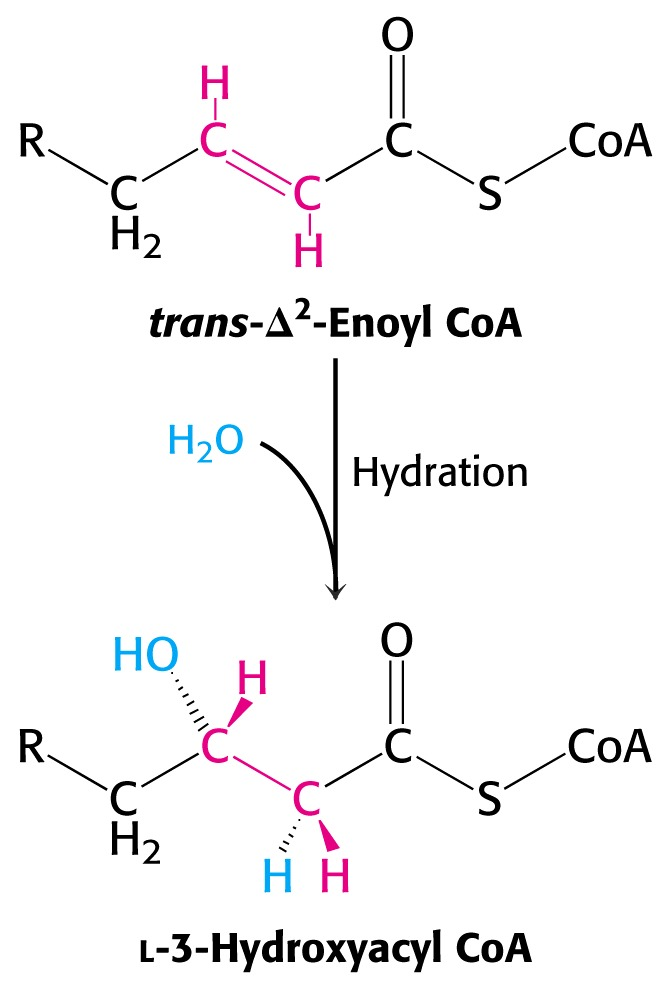 O
H
R C C CoA
C C S
H2 H
trans-Δ²-Enoyl CoA
H₂O
Hydration
O
HO H
R C C CoA
C C S
H2 H H
L-3-Hydroxyacyl CoA